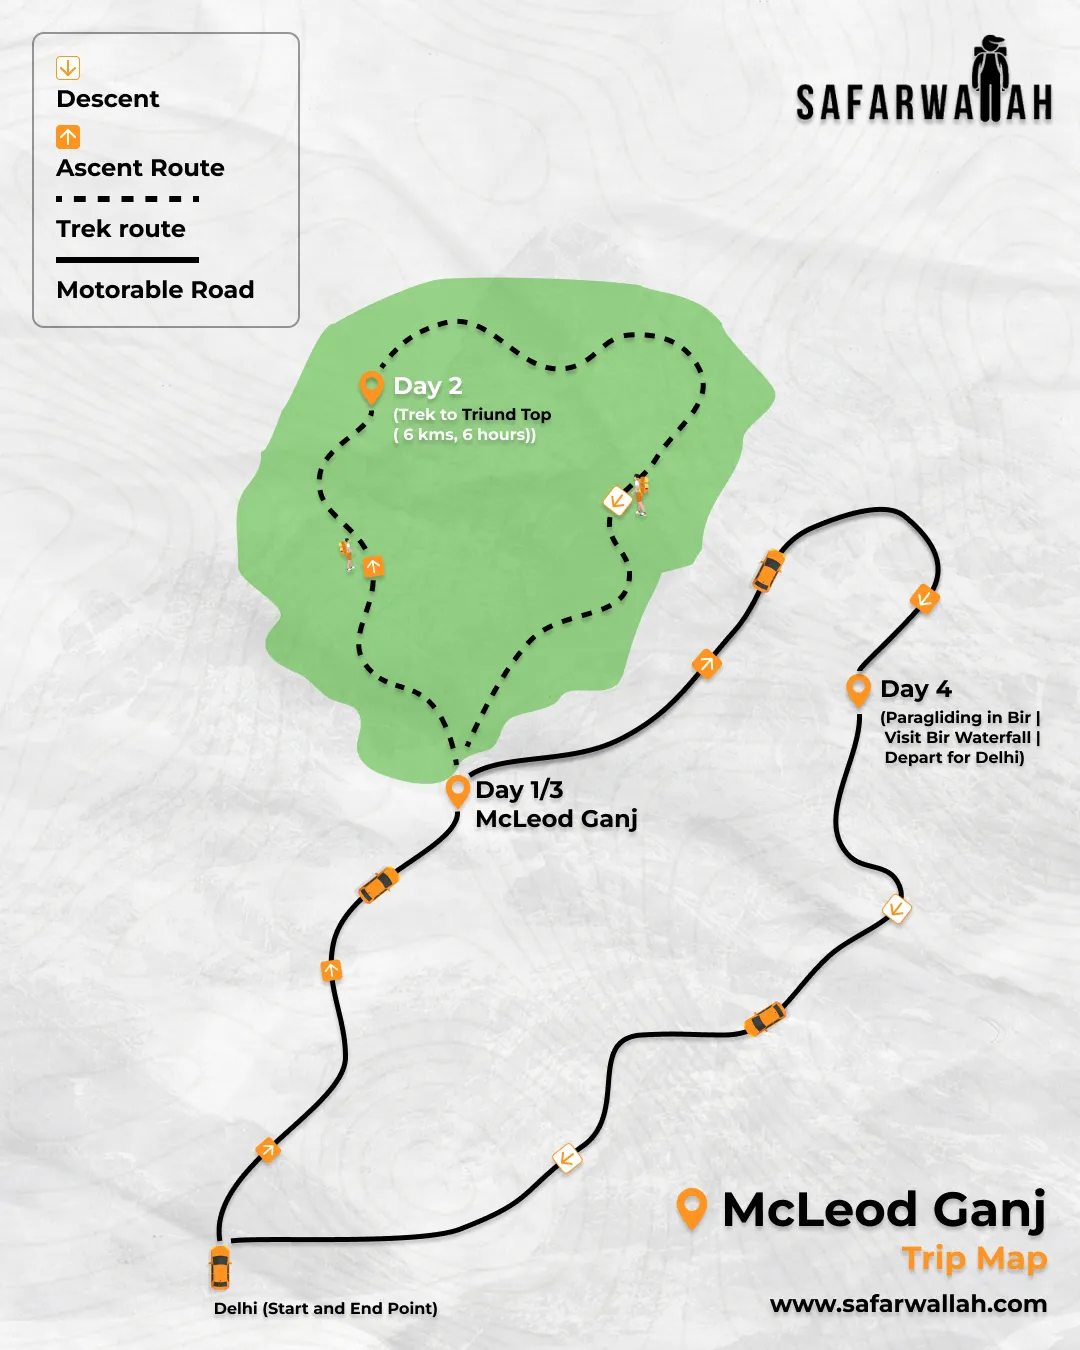 SAFARWALLAH
Descent
Ascent Route
Trek route
Motorable Road
Day 2
(Trek to Triund Top
( 6 kms, 6 hours))
Day 4
(Paragliding in Bir |
Visit Bir Waterfall |
Depart for Delhi)
Day 1/3
McLeod Ganj
McLeod Ganj
Trip Map
www.safarwallah.com
Delhi (Start and End Point)